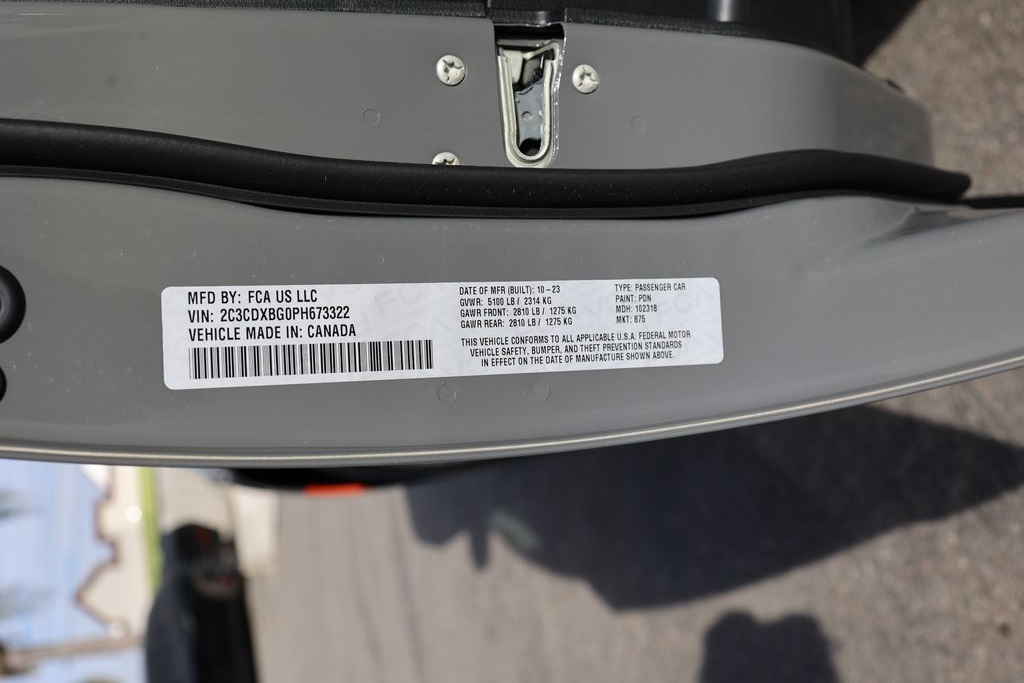 MFD BY: FCA US LLC
VIN: 2C3CDXBG0PH673322
VEHICLE MADE IN: CANADA
DATE OF MFR (BUILT): 10-23
GVWR: 5100 LB / 2314 KG
GAWR FRONT: 2810 LB / 1275 KG
GAWR REAR: 2810 LB / 1275 KG
TYPE: PASSENGER CAR
PAINT: PDN
MDH: 102318
MKT: 875
THIS VEHICLE CONFORMS TO ALL APPLICABLE U.S.A. FEDERAL MOTOR
VEHICLE SAFETY, BUMPER, AND THEFT PREVENTION STANDARDS
IN EFFECT ON THE DATE OF MANUFACTURE SHOWN ABOVE.